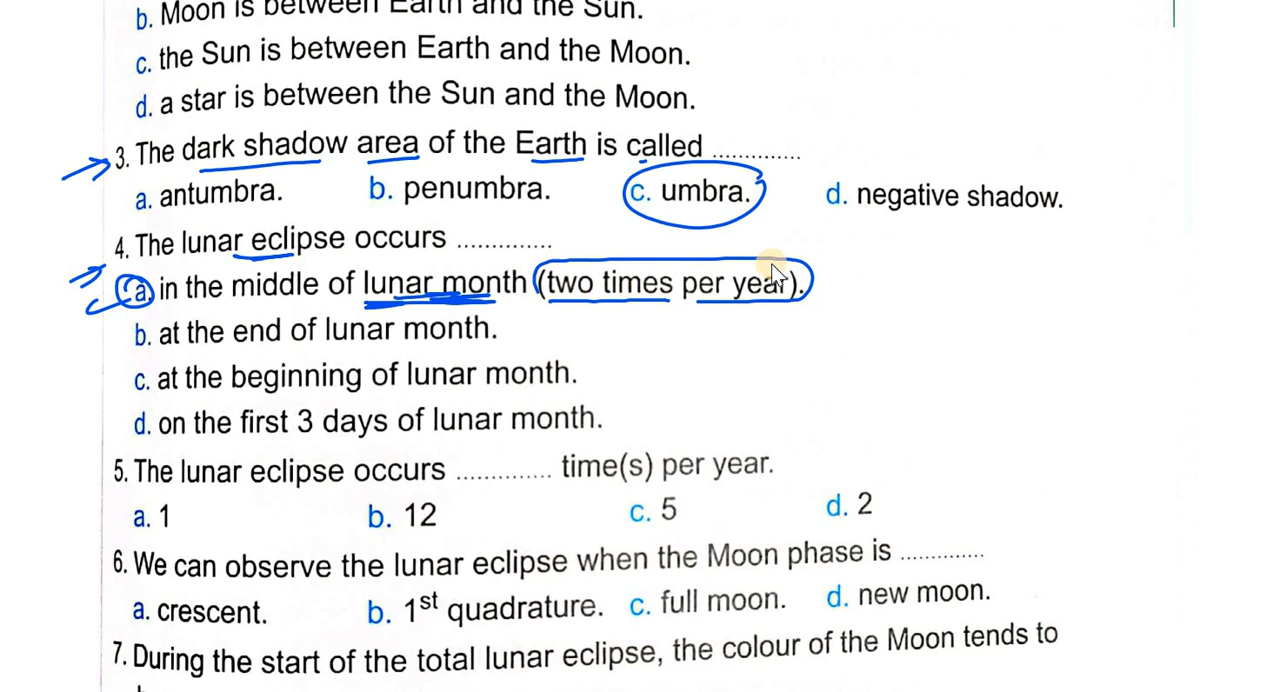 b. Moon is between Earth and the Sun.
c. the Sun is between Earth and the Moon.
d. a star is between the Sun and the Moon.
3. The dark shadow area of the Earth is called ..............
a. antumbra. b. penumbra. c. umbra. d. negative shadow.
4. The lunar eclipse occurs ...............
a. in the middle of lunar month (two times per year).
b. at the end of lunar month.
c. at the beginning of lunar month.
d. on the first 3 days of lunar month.
5. The lunar eclipse occurs ............... time(s) per year.
a. 1 b. 12 c. 5 d. 2
6. We can observe the lunar eclipse when the Moon phase is ..............
a. crescent. b. 1st quadrature. c. full moon. d. new moon.
7. During the start of the total lunar eclipse, the colour of the Moon tends to